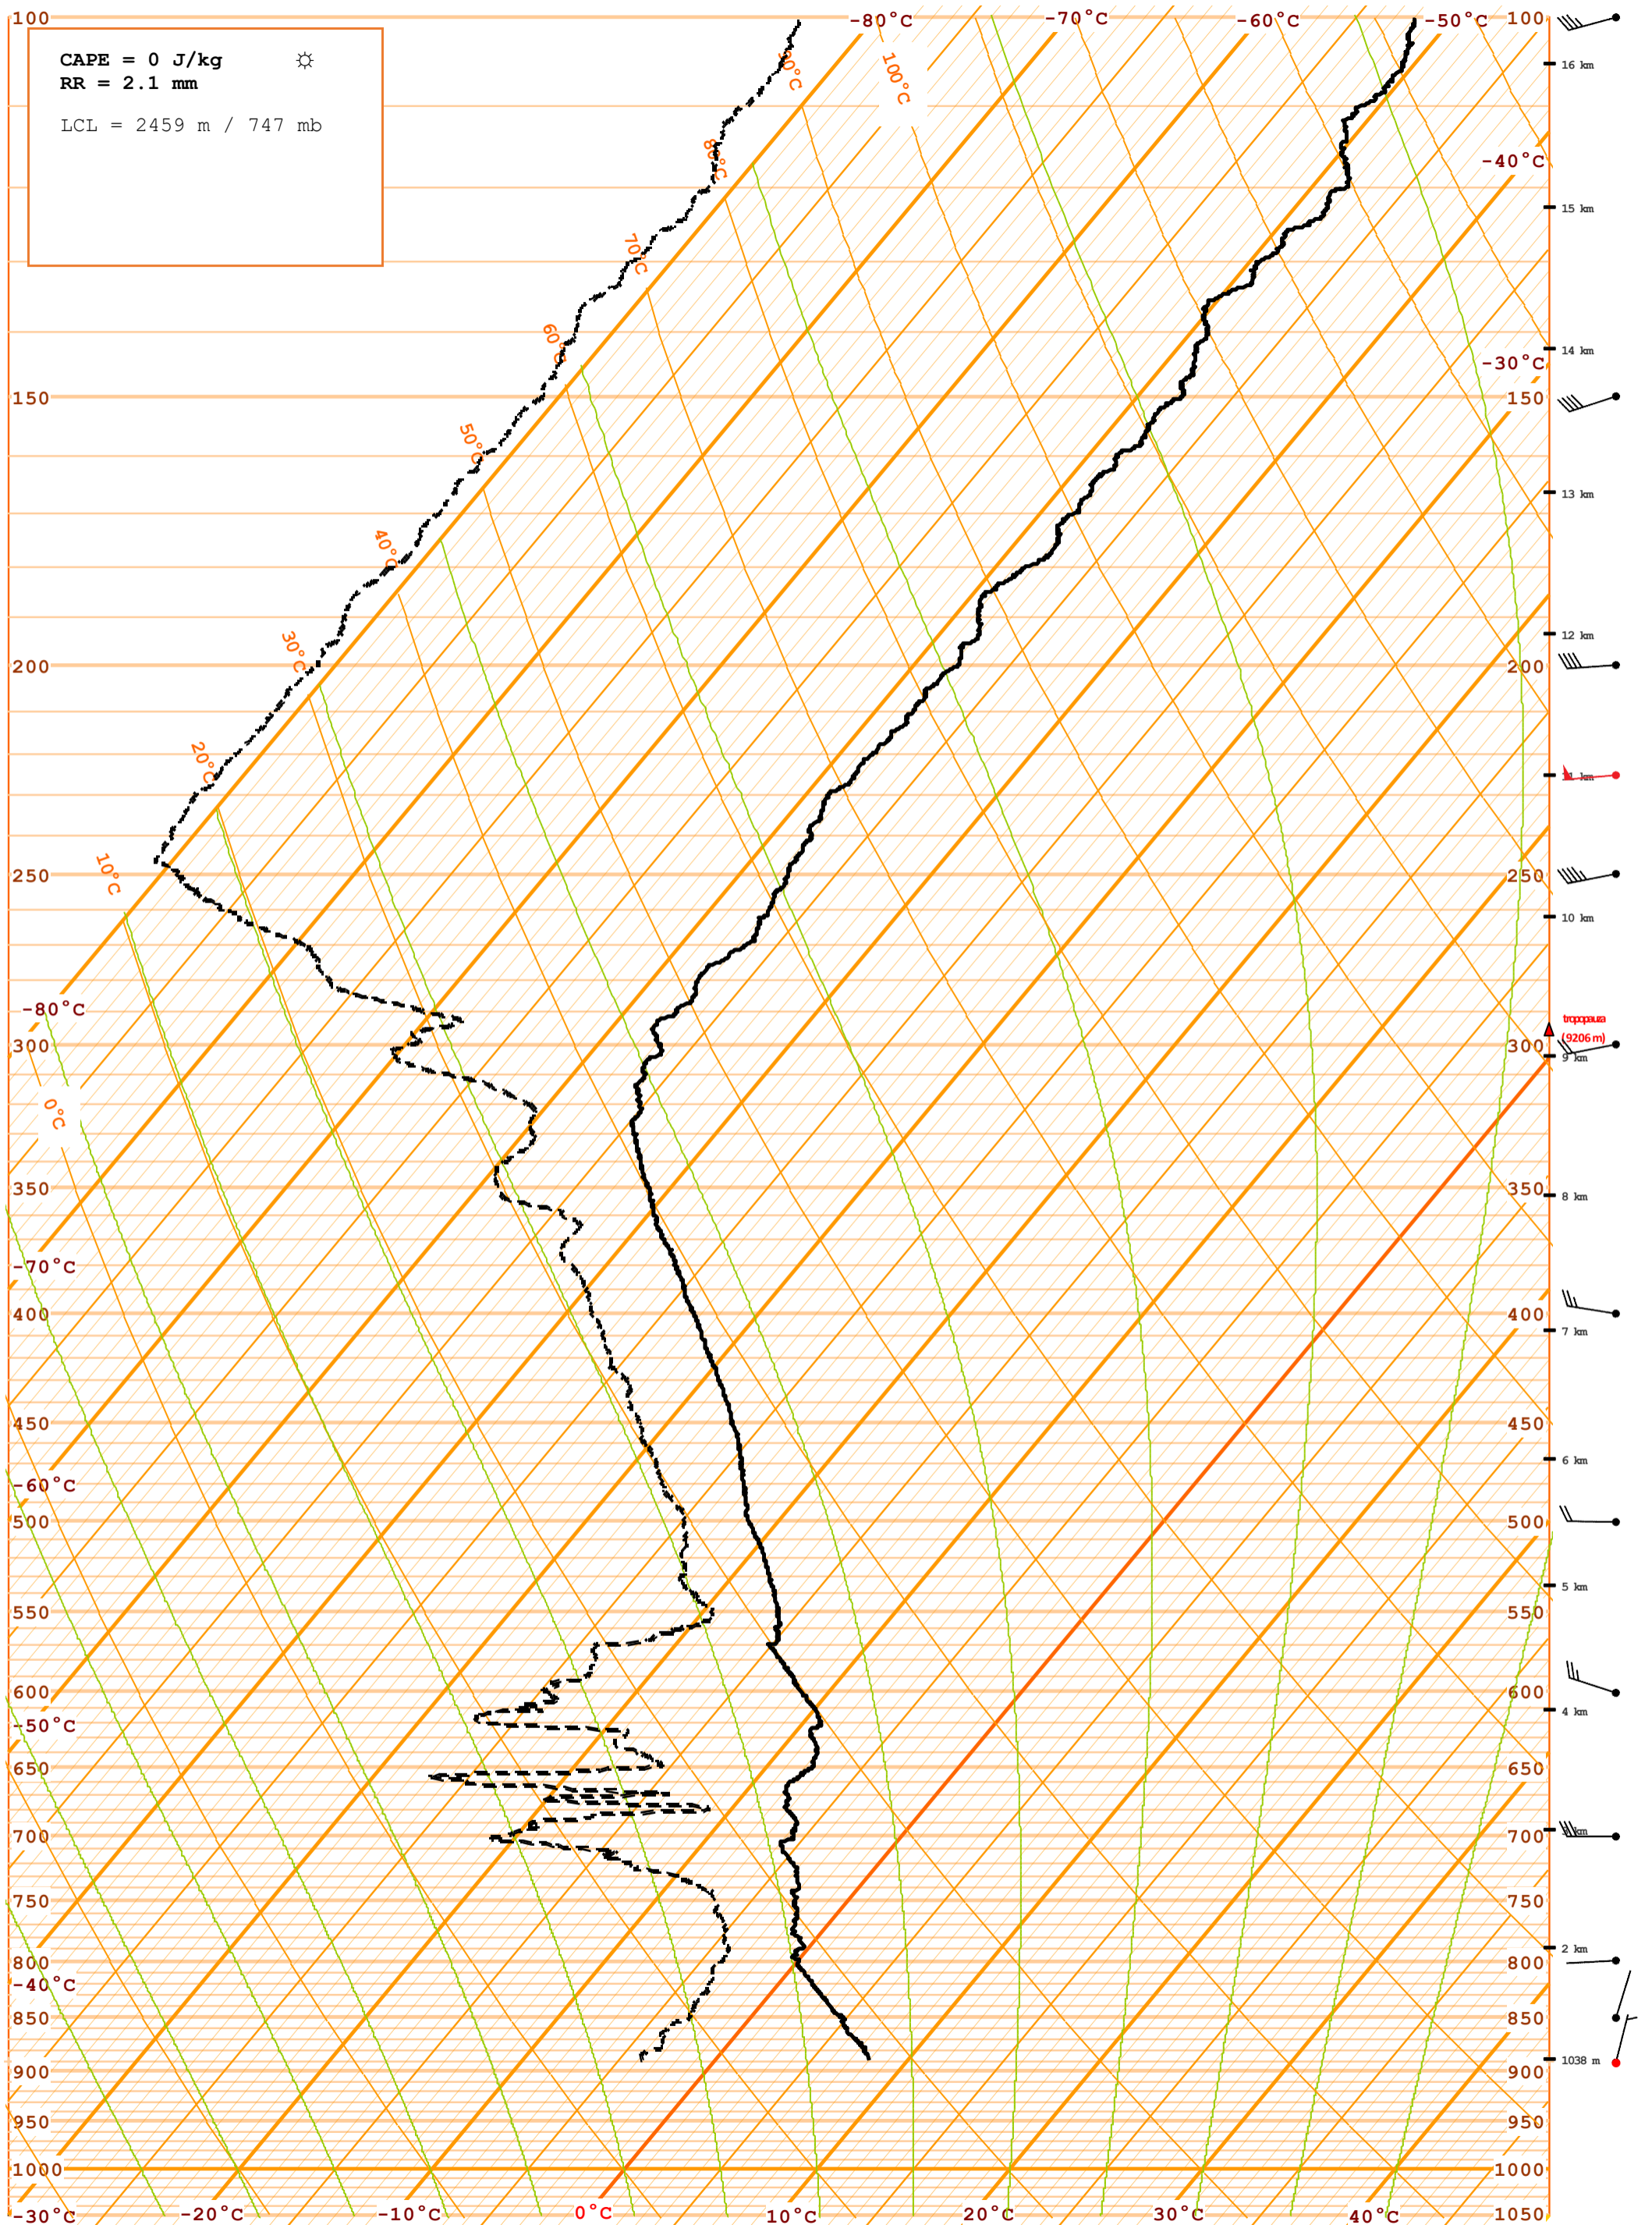 100 -80°C -70°C -60°C -50°C 100
CAPE = 0 J/kg ☼
RR = 2.1 mm
LCL = 2459 m / 747 mb
100°C
16 km
80°C
-40°C
15 km
70°C
60°C
14 km
-30°C
150 150
50°C
13 km
40°C
30°C
12 km
200 200
20°C
10°C
250 250
10 km
-80°C
tropopauza
(9206 m)
300 300
9 km
0°C
350 350
8 km
-70°C
400 400
7 km
450 450
6 km
-60°C
500 500
5 km
550 550
600 600
4 km
-50°C
650 650
700 700
750 750
2 km
800 800
-40°C
850 850
1038 m
900 900
950 950
1000 1000
-30°C -20°C -10°C 0°C 10°C 20°C 30°C 40°C 1050